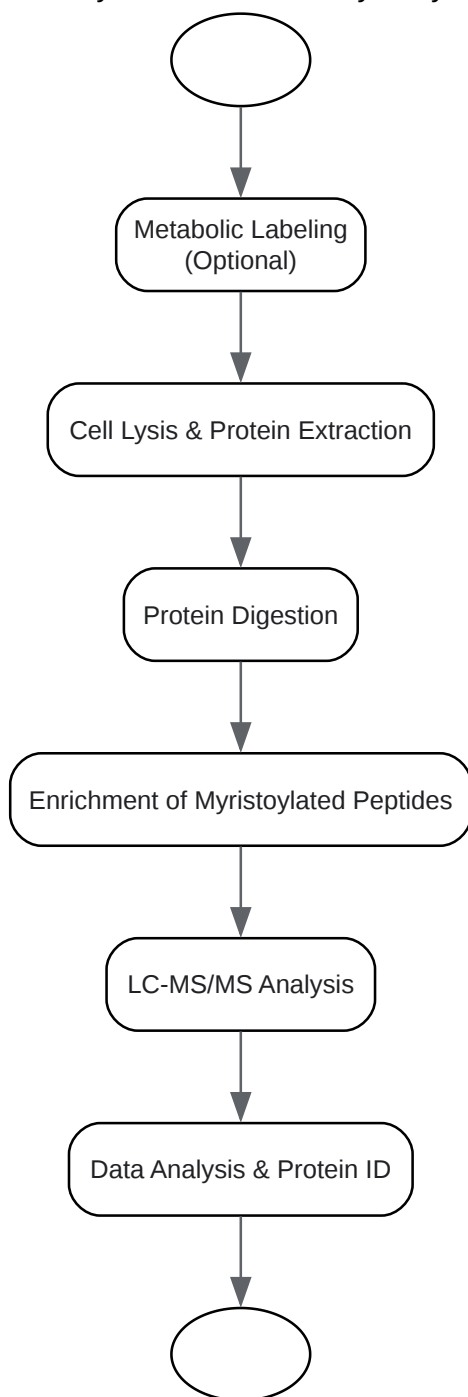 Metabolic Labeling
(Optional)
Cell Lysis & Protein Extraction
Protein Digestion
Enrichment of Myristoylated Peptides
LC-MS/MS Analysis
Data Analysis & Protein ID